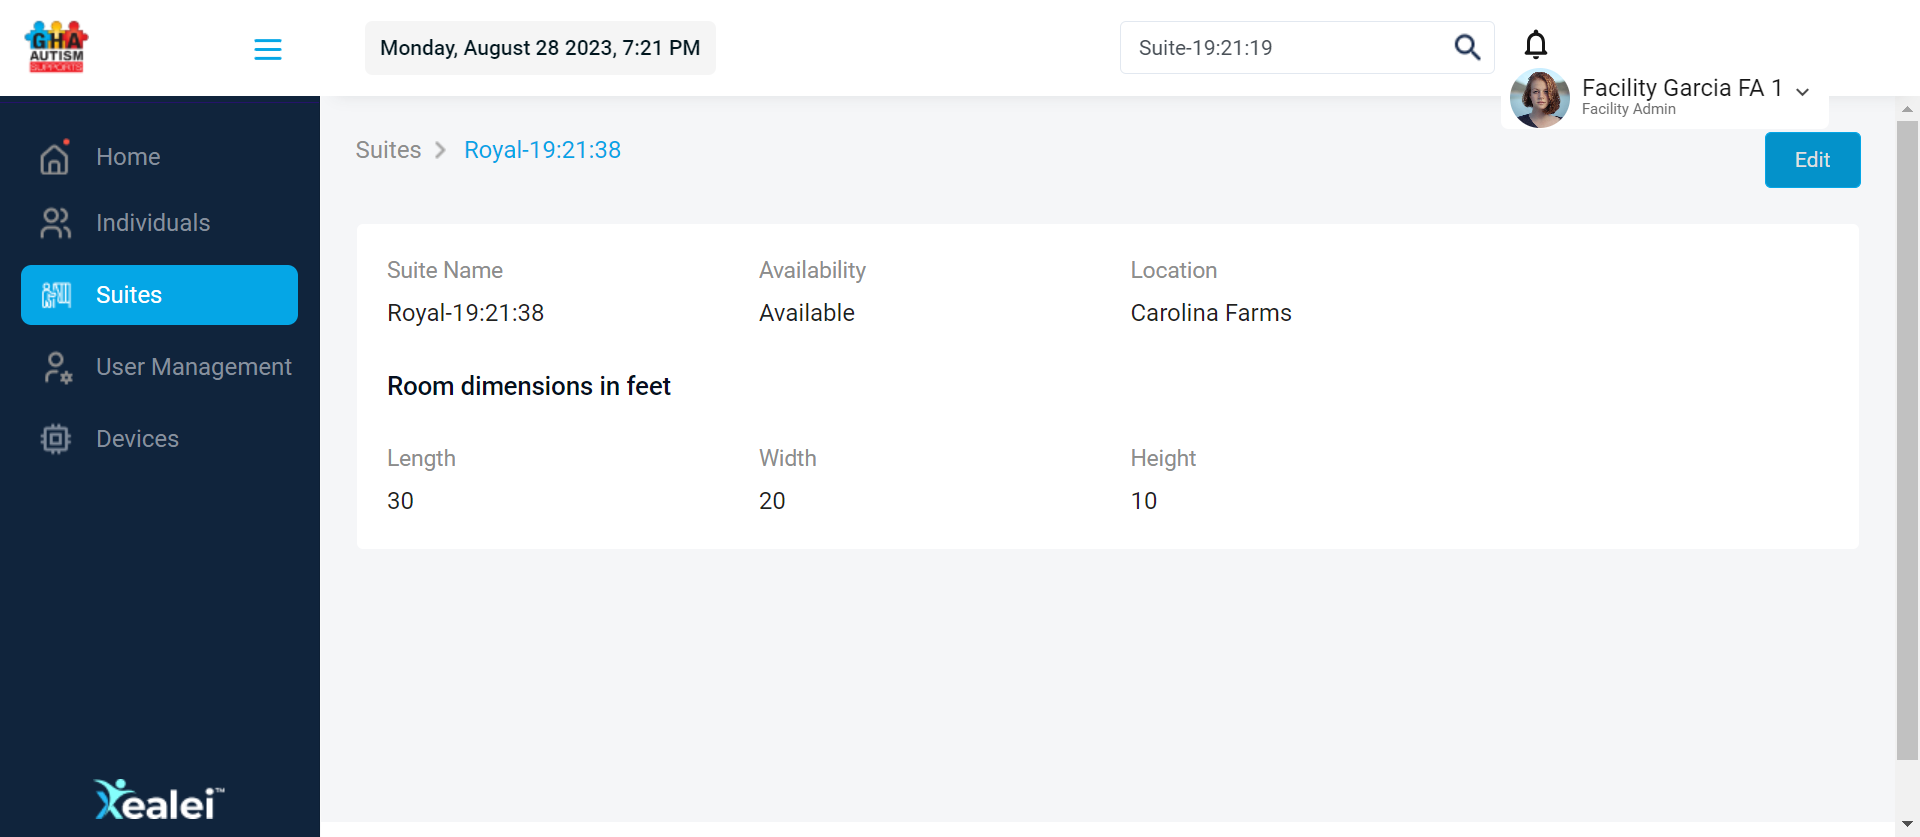 GHA
AUTISM
SUPPORTS
Monday, August 28 2023, 7:21 PM
Suite-19:21:19
Facility Garcia FA 1
Facility Admin
Home
Individuals
Suites
User Management
Devices
Xealei™
Suites > Royal-19:21:38
Edit
Suite Name
Availability
Location
Royal-19:21:38
Available
Carolina Farms
Room dimensions in feet
Length
Width
Height
30
20
10